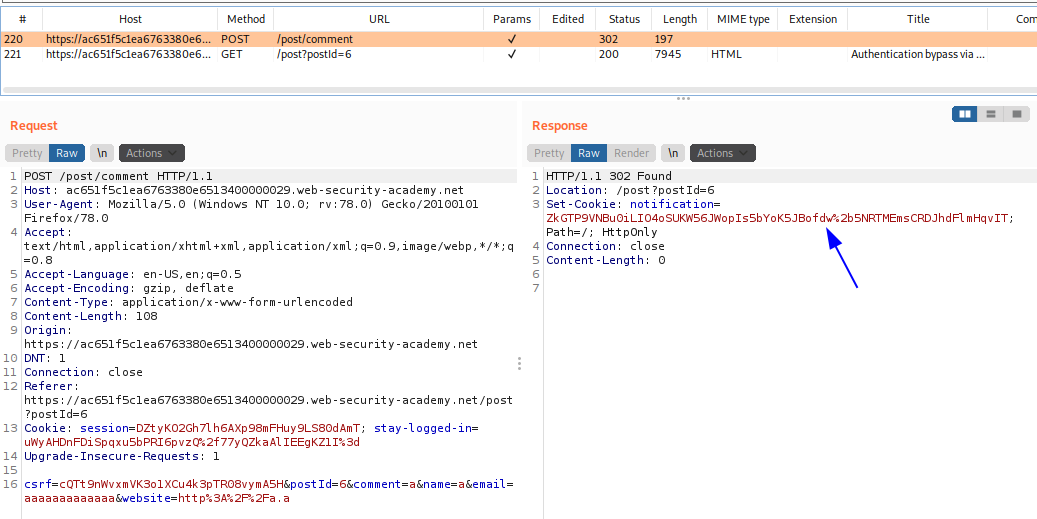 # Host Method URL Params Edited Status Length MIME type Extension Title Com
220 https://ac651f5c1ea6763380e6... POST /post/comment ✓ 302 197
221 https://ac651f5c1ea6763380e6... GET /post?postId=6 ✓ 200 7945 HTML Authentication bypass via ...
Request
Pretty Raw \n Actions
1 POST /post/comment HTTP/1.1
2 Host: ac651f5c1ea6763380e6513400000029.web-security-academy.net
3 User-Agent: Mozilla/5.0 (Windows NT 10.0; rv:78.0) Gecko/20100101
Firefox/78.0
4 Accept:
text/html,application/xhtml+xml,application/xml;q=0.9,image/webp,*/*;q
=0.8
5 Accept-Language: en-US,en;q=0.5
6 Accept-Encoding: gzip, deflate
7 Content-Type: application/x-www-form-urlencoded
8 Content-Length: 108
9 Origin:
https://ac651f5c1ea6763380e6513400000029.web-security-academy.net
10 DNT: 1
11 Connection: close
12 Referer:
https://ac651f5c1ea6763380e6513400000029.web-security-academy.net/post
?postId=6
13 Cookie: session=DZtyKO2Gh7lh6AXp98mFHuy9LS80dAmT; stay-logged-in=
uWyAHDnFDiSpqxu5bPRI6pvzQ%2f77yQZkaAlIEEgKZ1I%3d
14 Upgrade-Insecure-Requests: 1
15
16 csrf=cQTt9nWvxmVK3olXCu4k3pTR08vymA5H&postId=6&comment=a&name=a&email=
aaaaaaaaaaaaa&website=http%3A%2F%2Fa.a
Response
Pretty Raw Render \n Actions
1 HTTP/1.1 302 Found
2 Location: /post?postId=6
3 Set-Cookie: notification=
ZkGTP9VNBu0iLIO4oSUKW56JWopIs5bYoK5JBofdw%2b5NRTMEmsCRDJhdFlmHqvIT;
Path=/; HttpOnly
4 Connection: close
5 Content-Length: 0
6
7